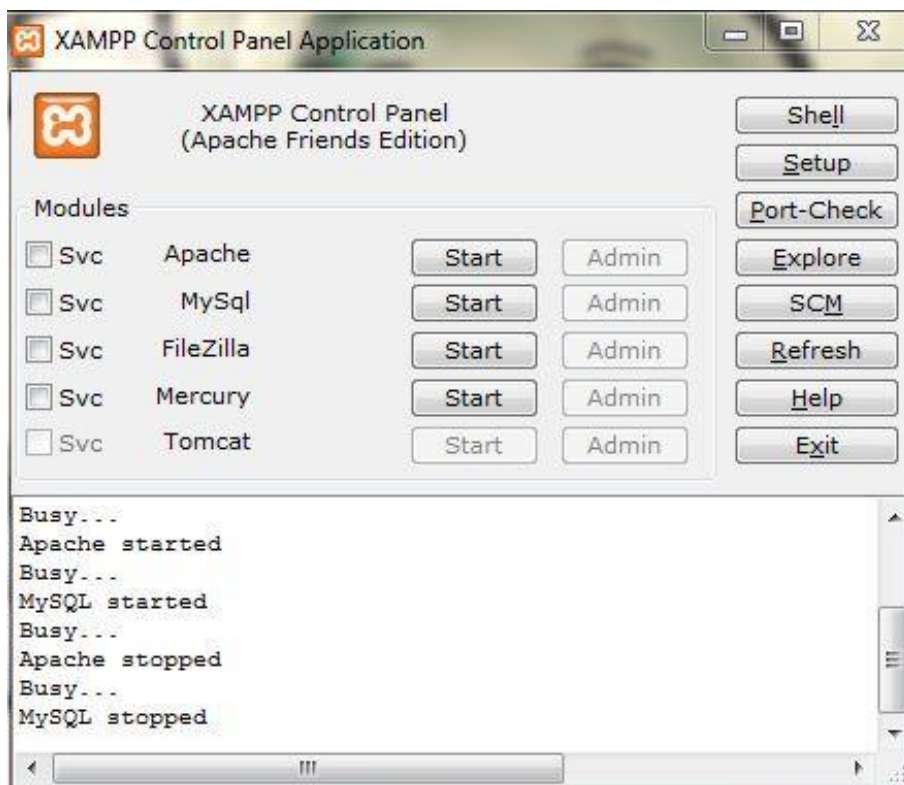 XAMPP Control Panel Application
XAMPP Control Panel
(Apache Friends Edition)
Shell
Setup
Port-Check
Explore
SCM
Refresh
Help
Exit
Modules
Svc Apache Start Admin
Svc MySql Start Admin
Svc FileZilla Start Admin
Svc Mercury Start Admin
Svc Tomcat Start Admin
Busy...
Apache started
Busy...
MySQL started
Busy...
Apache stopped
Busy...
MySQL stopped